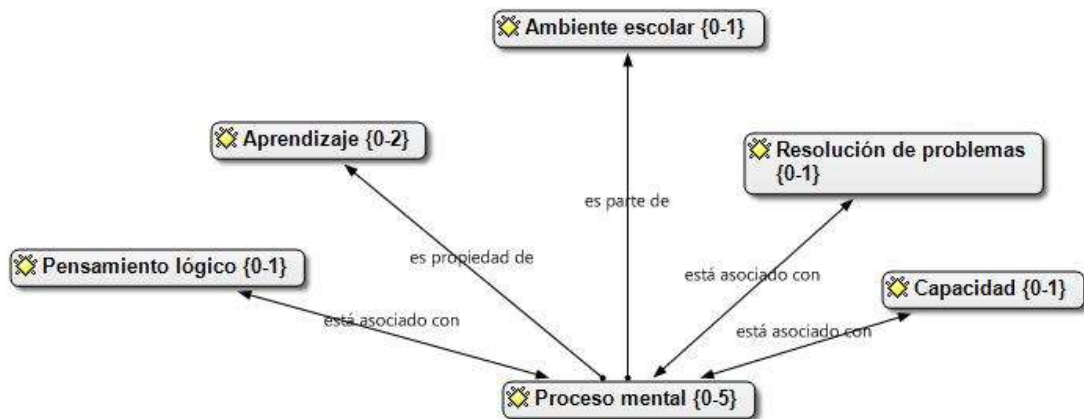 Ambiente escolar {0-1}
Aprendizaje {0-2}
Resolución de problemas
{0-1}
es parte de
Pensamiento lógico {0-1}
es propiedad de
está asociado con
Capacidad {0-1}
está asociado con
está asociado con
Proceso mental {0-5}